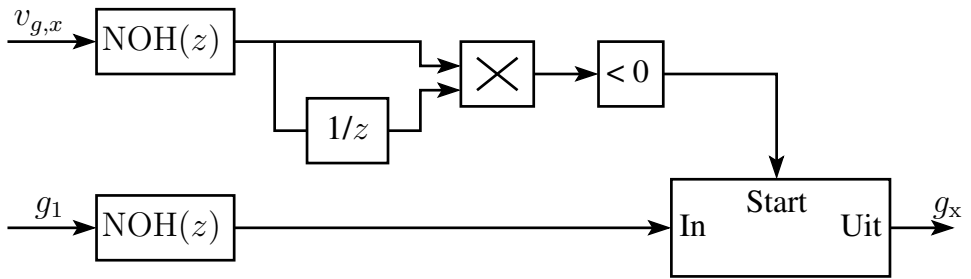 v_{g,x}
NOH(z)
< 0
1/z
Start
g_1
NOH(z)
In
Uit
g_x